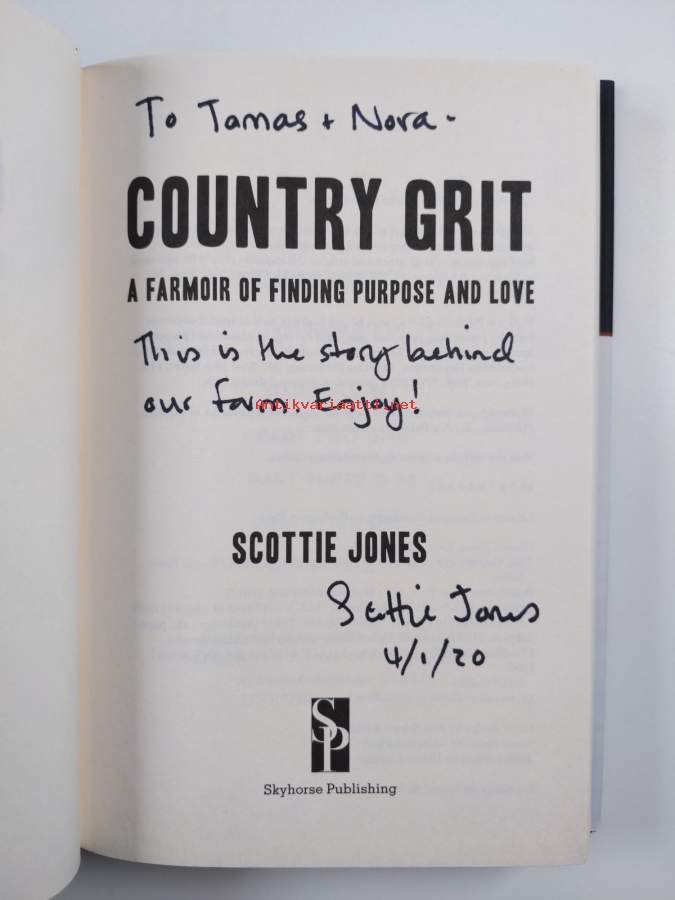 To Tamas + Nora -
COUNTRY GRIT
A FARMOIR OF FINDING PURPOSE AND LOVE
This is the story behind
our farm. Enjoy!
Antikvariaatti.net
SCOTTIE JONES
Scottie Jones
4/1/20
SP
Skyhorse Publishing